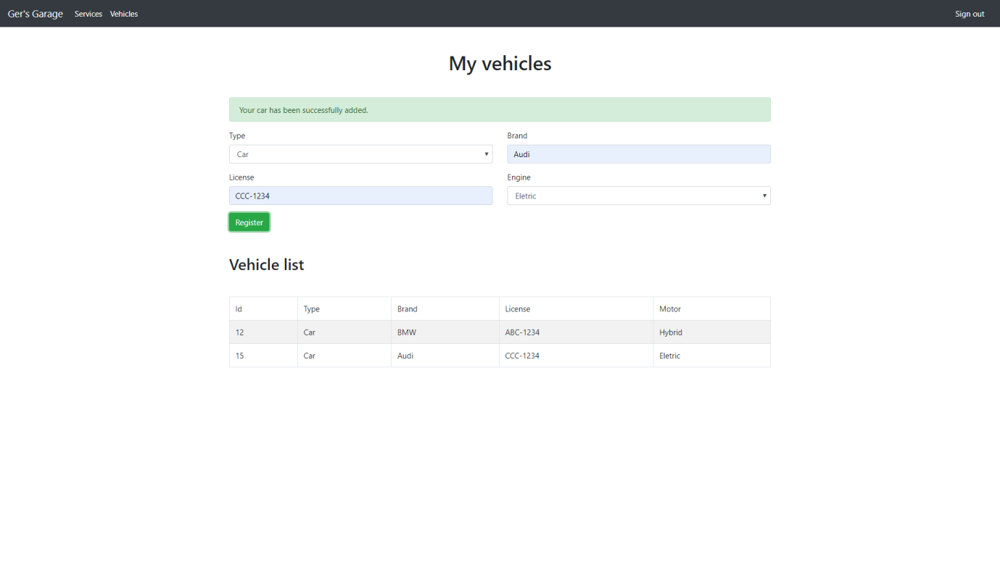 Ger's Garage Services Vehicles Sign out
My vehicles
Your car has been successfully added.
Type Brand
Car Audi
License Engine
CCC-1234 Eletric
Register
Vehicle list
Id Type Brand License Motor
12 Car BMW ABC-1234 Hybrid
15 Car Audi CCC-1234 Eletric